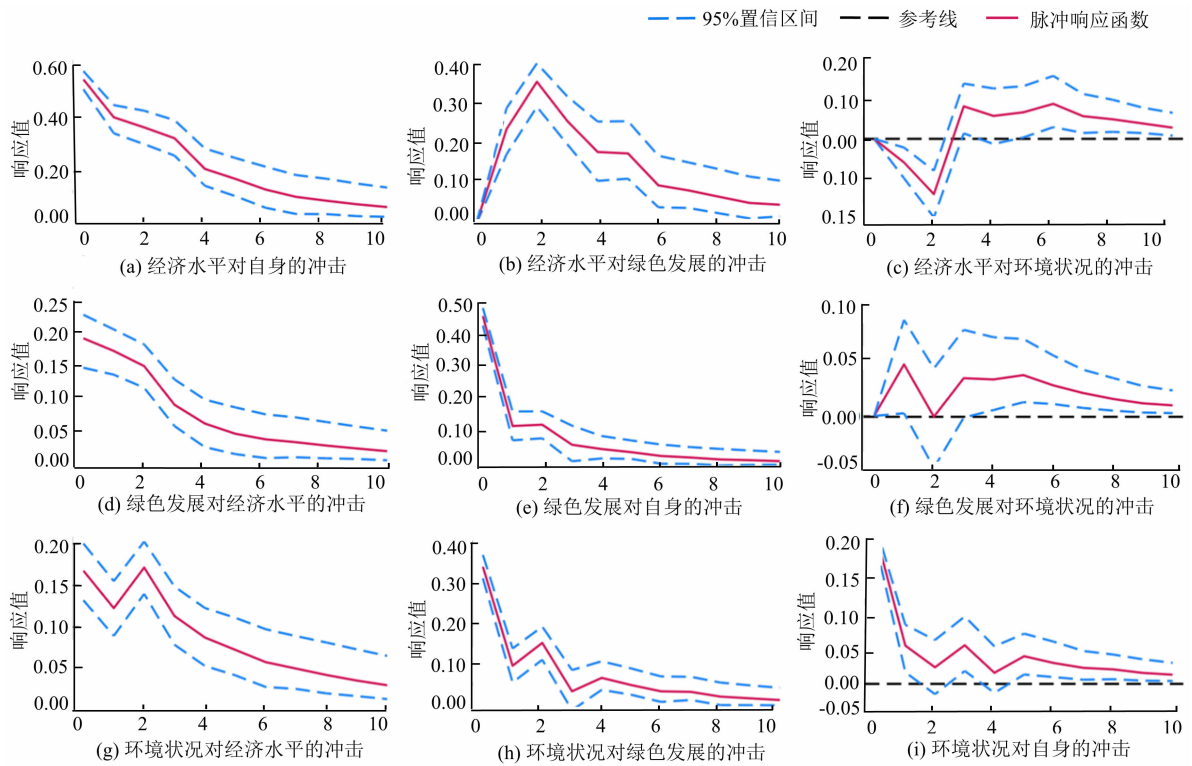 95%置信区间 参考线 脉冲响应函数
响应值
0.60
0.40
0.20
0.00
0 2 4 6 8 10
(a) 经济水平对自身的冲击
响应值
0.40
0.30
0.20
0.10
0.00
0 2 4 6 8 10
(b) 经济水平对绿色发展的冲击
响应值
0.20
0.10
0.00
0.10
0.15
0 2 4 6 8 10
(c) 经济水平对环境状况的冲击
响应值
0.25
0.20
0.15
0.10
0.05
0.00
0 2 4 6 8 10
(d) 绿色发展对经济水平的冲击
响应值
0.50
0.40
0.30
0.20
0.10
0.00
0 2 4 6 8 10
(e) 绿色发展对自身的冲击
响应值
0.10
0.05
0.00
-0.05
0 2 4 6 8 10
(f) 绿色发展对环境状况的冲击
响应值
0.20
0.15
0.10
0.05
0.00
0 2 4 6 8 10
(g) 环境状况对经济水平的冲击
响应值
0.40
0.30
0.20
0.10
0.00
0 2 4 6 8 10
(h) 环境状况对绿色发展的冲击
响应值
0.20
0.15
0.10
0.05
0.00
-0.05
0 2 4 6 8 10
(i) 环境状况对自身的冲击